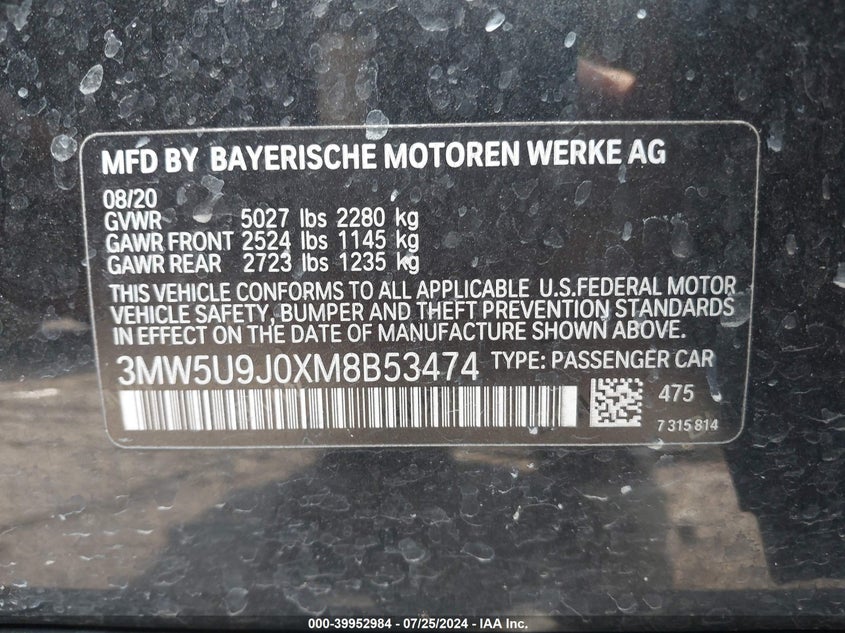 MFD BY BAYERISCHE MOTOREN WERKE AG
08/20
GVWR 5027 lbs 2280 kg
GAWR FRONT 2524 lbs 1145 kg
GAWR REAR 2723 lbs 1235 kg
THIS VEHICLE CONFORMS TO ALL APPLICABLE U.S.FEDERAL MOTOR
VEHICLE SAFETY, BUMPER AND THEFT PREVENTION STANDARDS
IN EFFECT ON THE DATE OF MANUFACTURE SHOWN ABOVE.
3MW5U9J0XM8B53474 TYPE: PASSENGER CAR
475
7315814
000-39952984 - 07/25/2024 - IAA Inc.